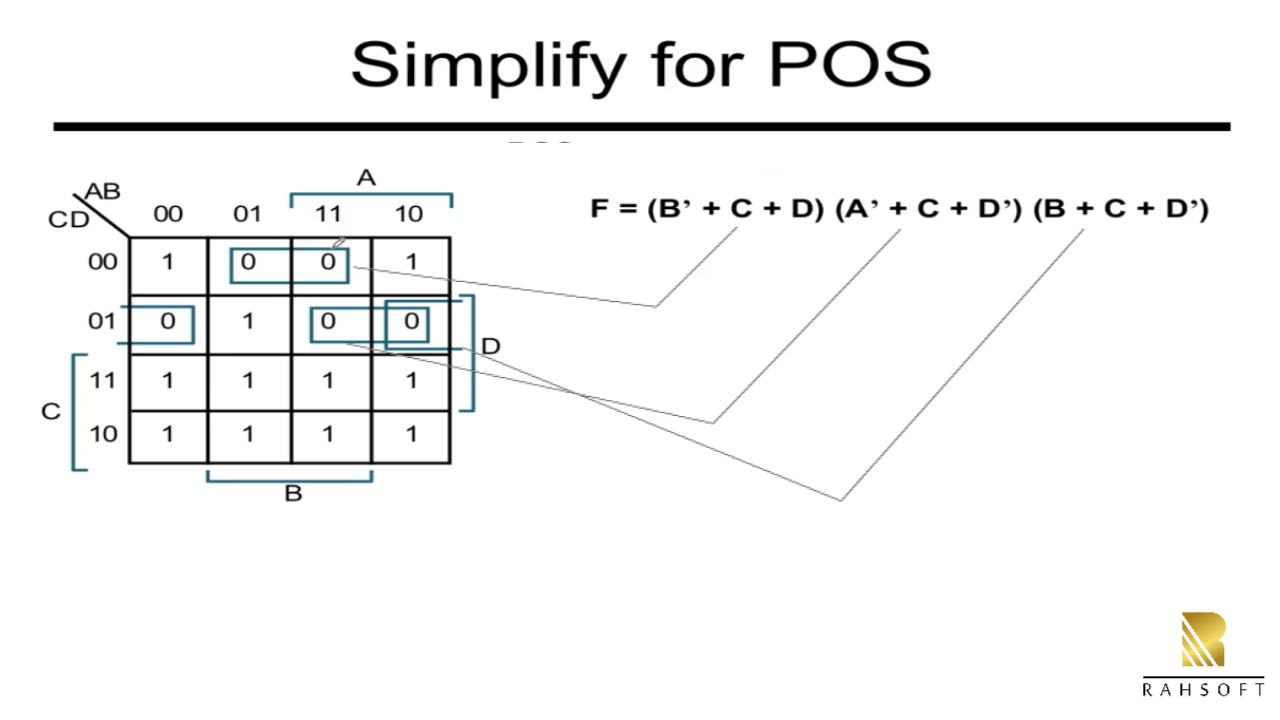 Simplify for POS
A
AB
CD
00 01 11 10
F = (B’ + C + D) (A’ + C + D’) (B + C + D’)
00 1 0 0 1
01 0 1 0 0
D
11 1 1 1 1
C
10 1 1 1 1
B
RAHSOFT